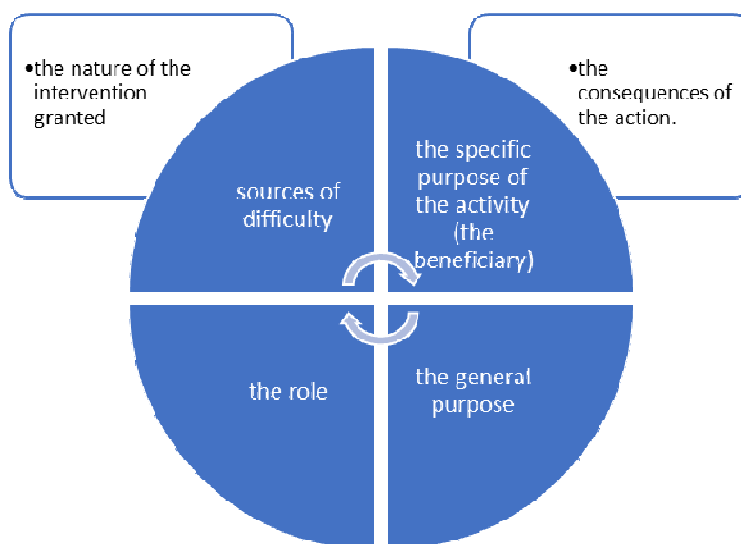 •the nature of the
intervention
granted
•the
consequences of
the action.
sources of
difficulty
the specific
purpose of
the activity
(the
beneficiary)
the role
the general
purpose